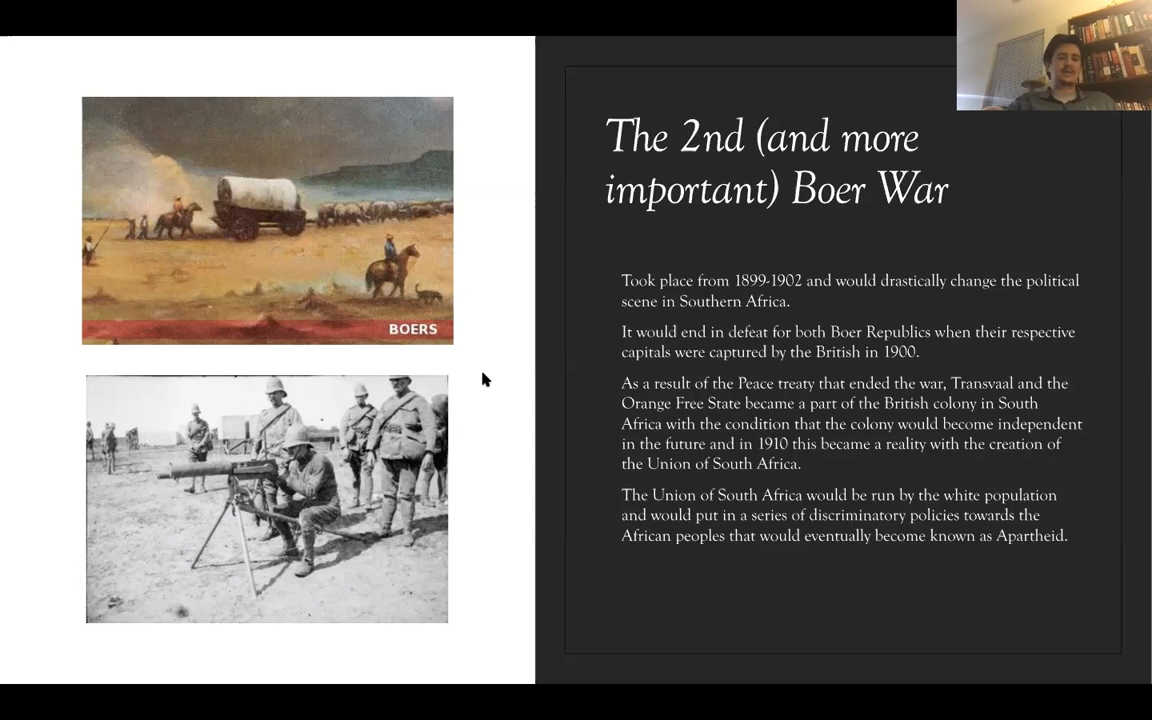 BOERS
The 2nd (and more
important) Boer War
Took place from 1899-1902 and would drastically change the political
scene in Southern Africa.
It would end in defeat for both Boer Republics when their respective
capitals were captured by the British in 1900.
As a result of the Peace treaty that ended the war, Transvaal and the
Orange Free State became a part of the British colony in South
Africa with the condition that the colony would become independent
in the future and in 1910 this became a reality with the creation of
the Union of South Africa.
The Union of South Africa would be run by the white population
and would put in a series of discriminatory policies towards the
African peoples that would eventually become known as Apartheid.